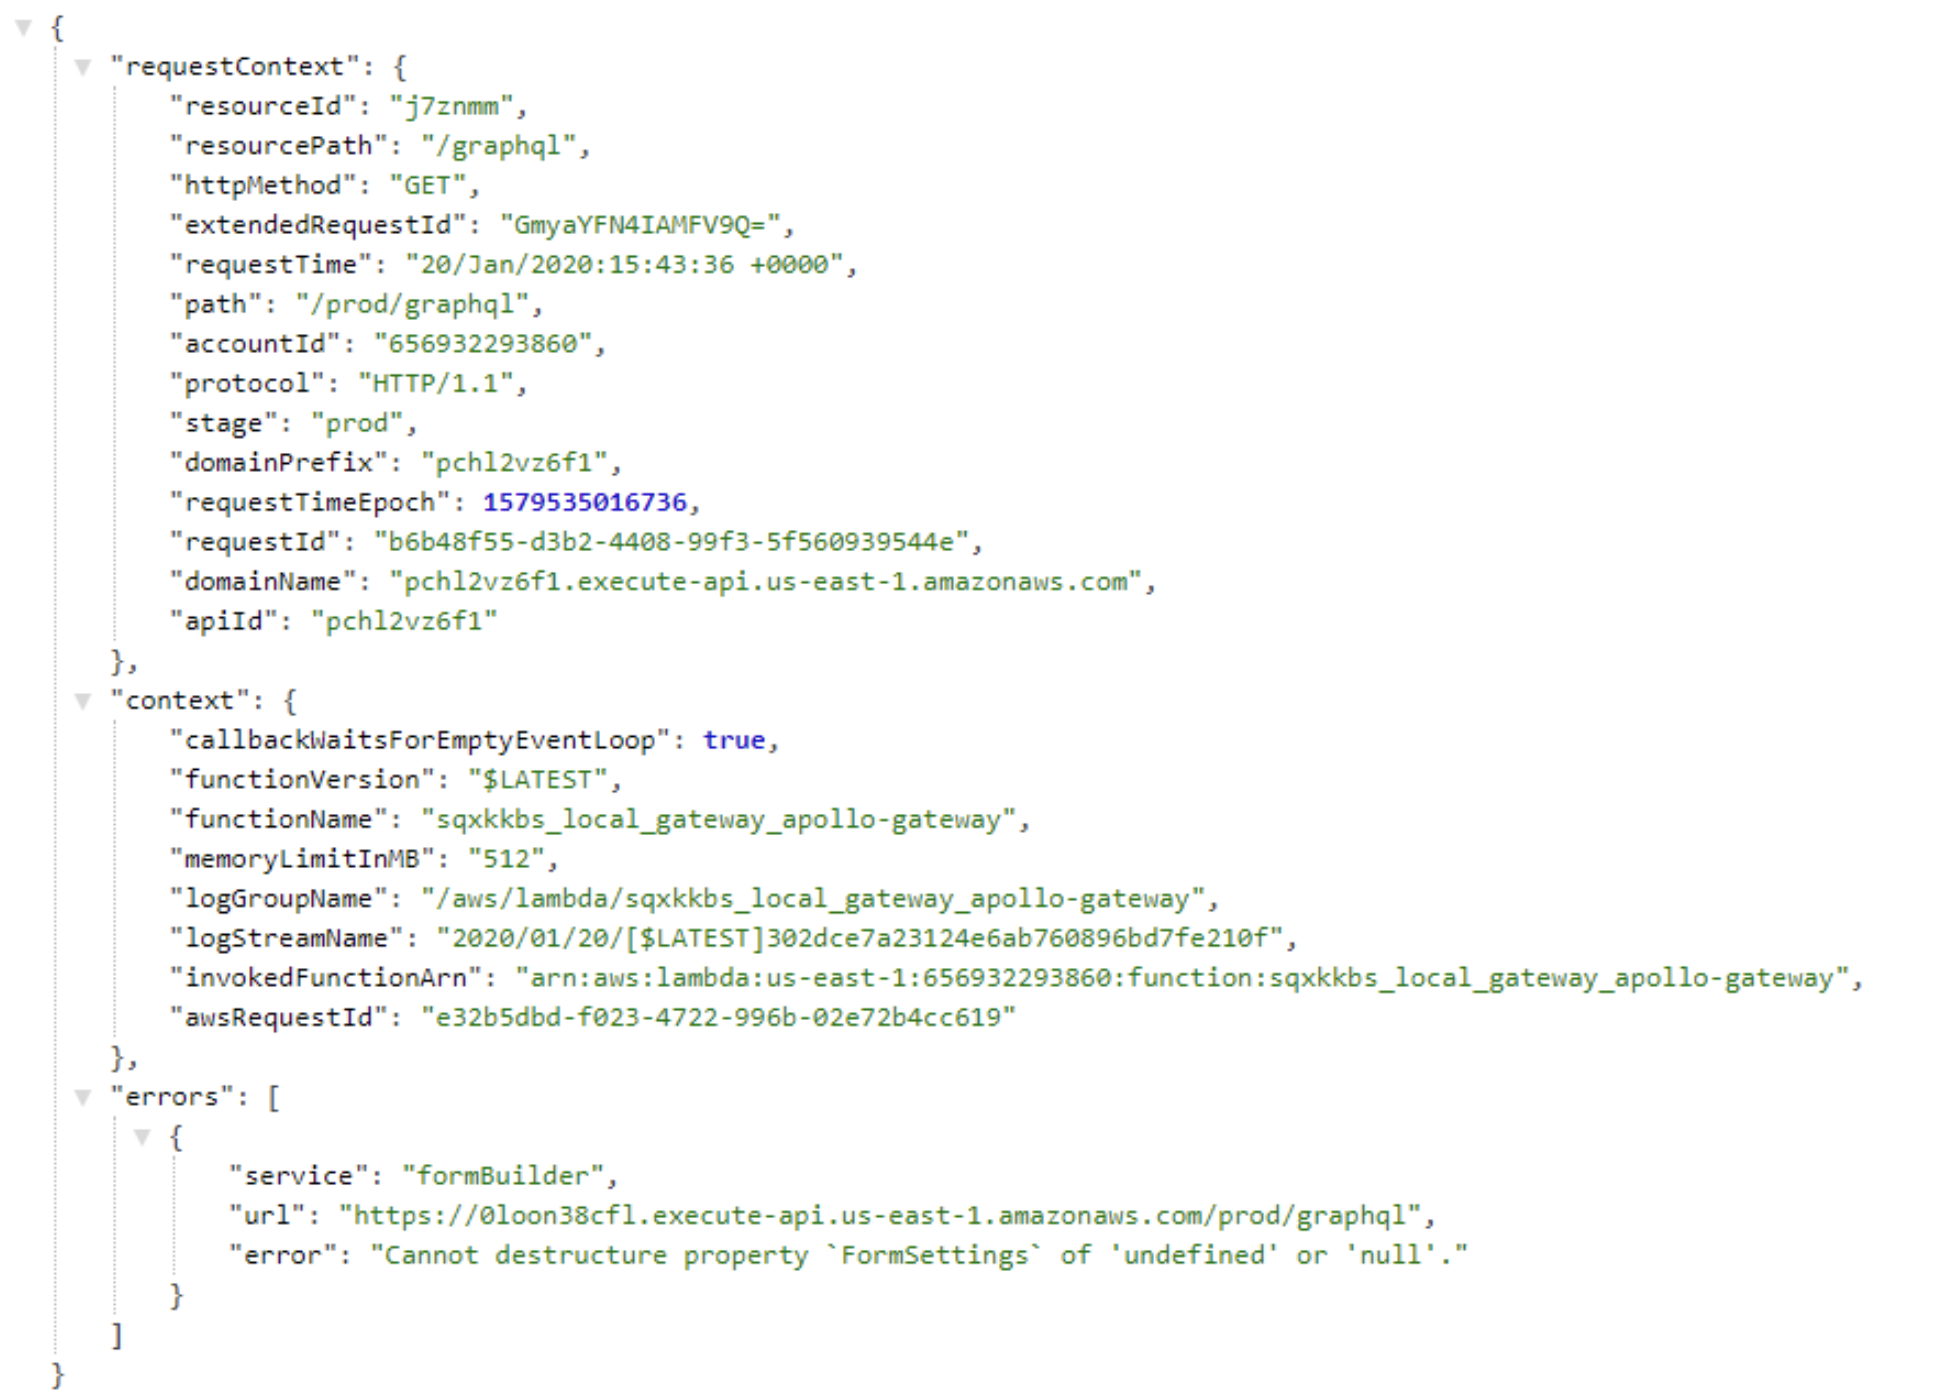 {
"requestContext": {
"resourceId": "j7znmm",
"resourcePath": "/graphql",
"httpMethod": "GET",
"extendedRequestId": "GmyaYFN4IAMFV9Q=",
"requestTime": "20/Jan/2020:15:43:36 +0000",
"path": "/prod/graphql",
"accountId": "656932293860",
"protocol": "HTTP/1.1",
"stage": "prod",
"domainPrefix": "pchl2vz6f1",
"requestTimeEpoch": 1579535016736,
"requestId": "b6b48f55-d3b2-4408-99f3-5f560939544e",
"domainName": "pchl2vz6f1.execute-api.us-east-1.amazonaws.com",
"apiId": "pchl2vz6f1"
},
"context": {
"callbackWaitsForEmptyEventLoop": true,
"functionVersion": "$LATEST",
"functionName": "sqxkkbs_local_gateway_apollo-gateway",
"memoryLimitInMB": "512",
"logGroupName": "/aws/lambda/sqxkkbs_local_gateway_apollo-gateway",
"logStreamName": "2020/01/20/[$LATEST]302dce7a23124e6ab760896bd7fe210f",
"invokedFunctionArn": "arn:aws:lambda:us-east-1:656932293860:function:sqxkkbs_local_gateway_apollo-gateway",
"awsRequestId": "e32b5dbd-f023-4722-996b-02e72b4cc619"
},
"errors": [
{
"service": "formBuilder",
"url": "https://0loon38cfl.execute-api.us-east-1.amazonaws.com/prod/graphql",
"error": "Cannot destructure property `FormSettings` of 'undefined' or 'null'."
}
]
}